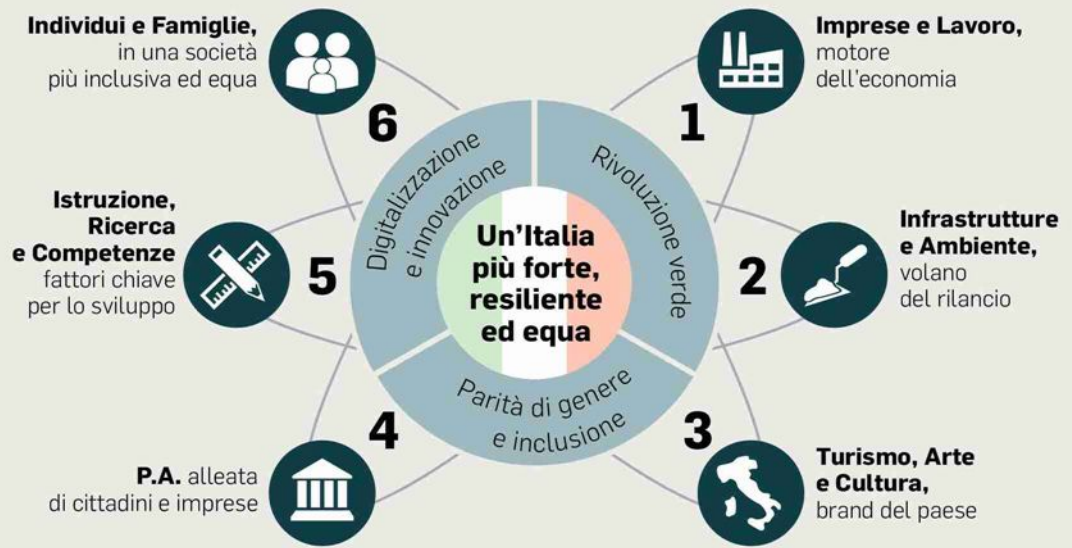 Un'Italia
più forte,
resiliente
ed equa
Rivoluzione verde
Parità di genere
e inclusione
Digitalizzazione
e innovazione
1
Imprese e Lavoro,
motore
dell'economia
2
Infrastrutture
e Ambiente,
volano
del rilancio
3
Turismo, Arte
e Cultura,
brand del paese
4
P.A. alleata
di cittadini e imprese
5
Istruzione,
Ricerca
e Competenze
fattori chiave
per lo sviluppo
6
Individui e Famiglie,
in una società
più inclusiva ed equa